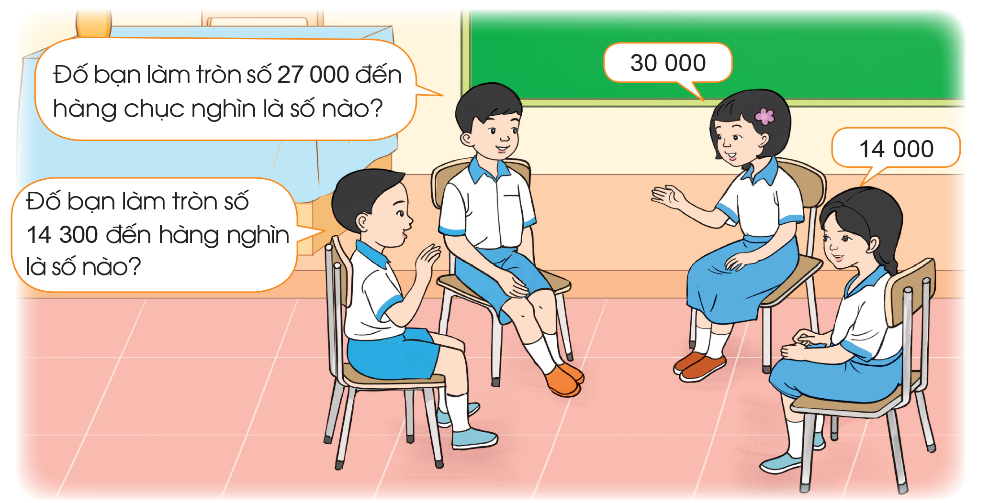 Đố bạn làm tròn số 27 000 đến
hàng chục nghìn là số nào?
30 000
14 000
Đố bạn làm tròn số
14 300 đến hàng nghìn
là số nào?